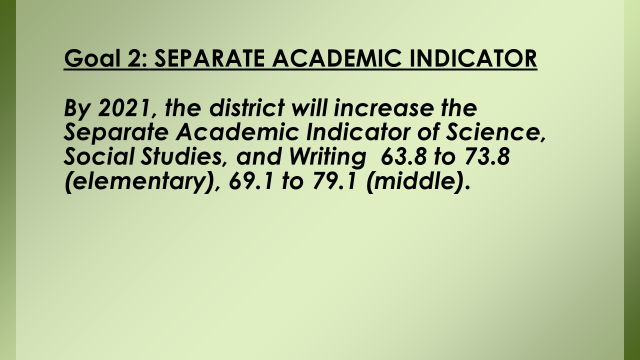 Goal 2: SEPARATE ACADEMIC INDICATOR
By 2021, the district will increase the
Separate Academic Indicator of Science,
Social Studies, and Writing  63.8 to 73.8
(elementary), 69.1 to 79.1 (middle).